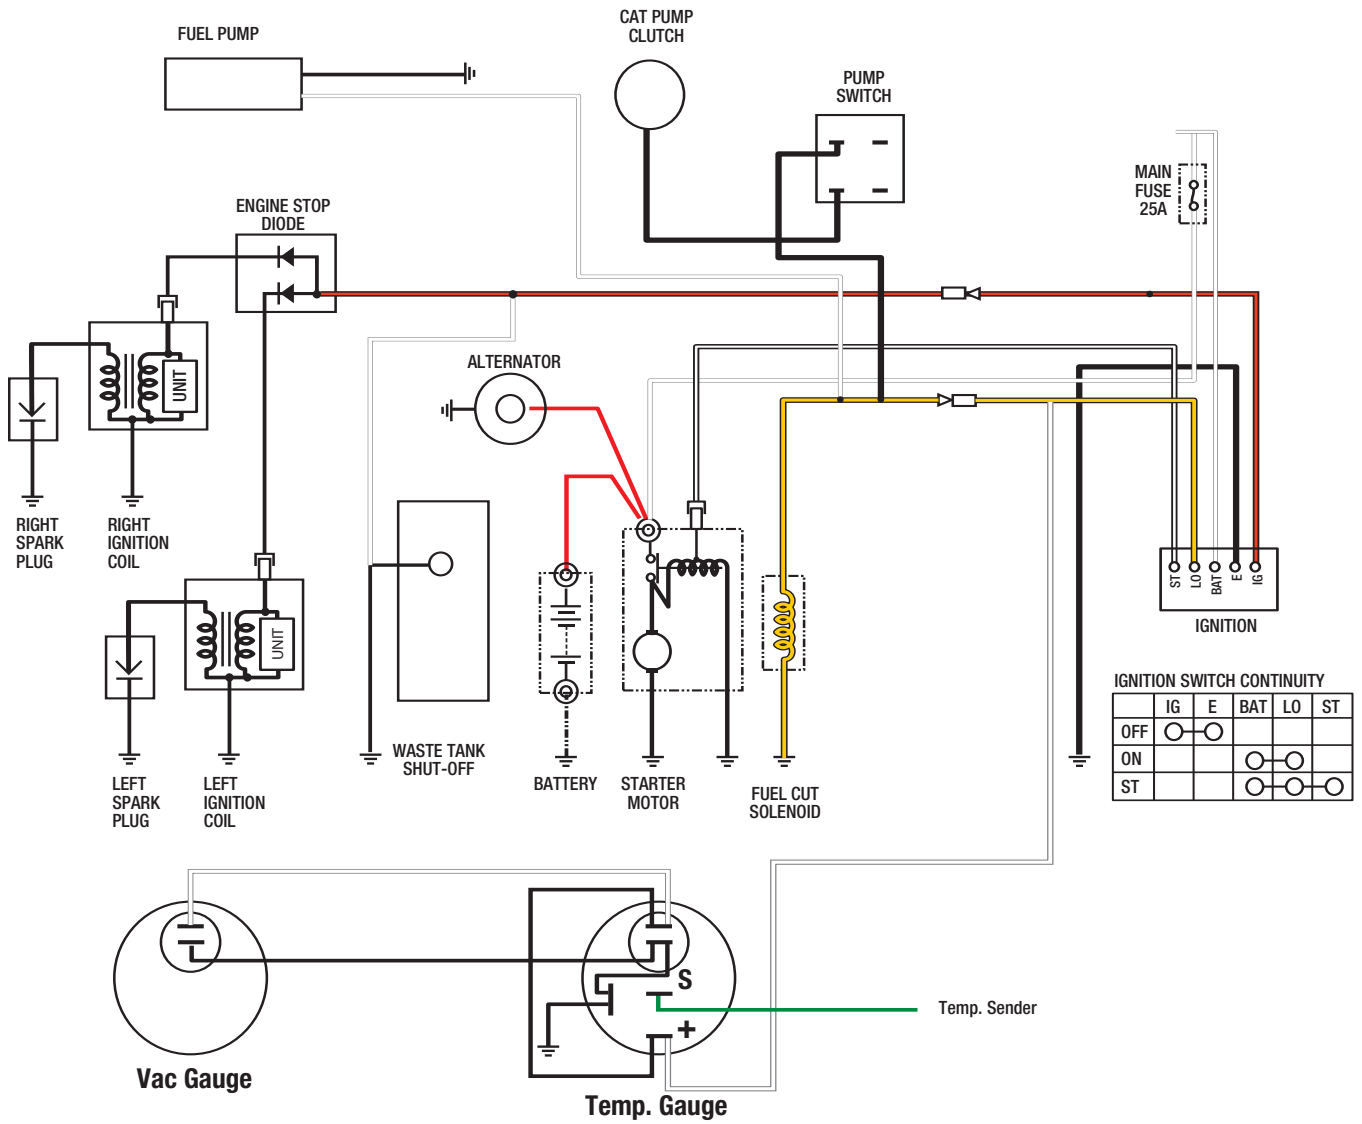 CAT PUMP
CLUTCH
FUEL PUMP
PUMP
SWITCH
MAIN
FUSE
25A
ENGINE STOP
DIODE
ALTERNATOR
UNIT
RIGHT
SPARK
PLUG
RIGHT
IGNITION
COIL
ST
LO
BAT
E
IG
IGNITION
UNIT
IGNITION SWITCH CONTINUITY
IG E BAT LO ST
OFF
ON
ST
WASTE TANK
SHUT-OFF
BATTERY
STARTER
MOTOR
FUEL CUT
SOLENOID
LEFT
SPARK
PLUG
LEFT
IGNITION
COIL
S
+
Temp. Sender
Vac Gauge
Temp. Gauge